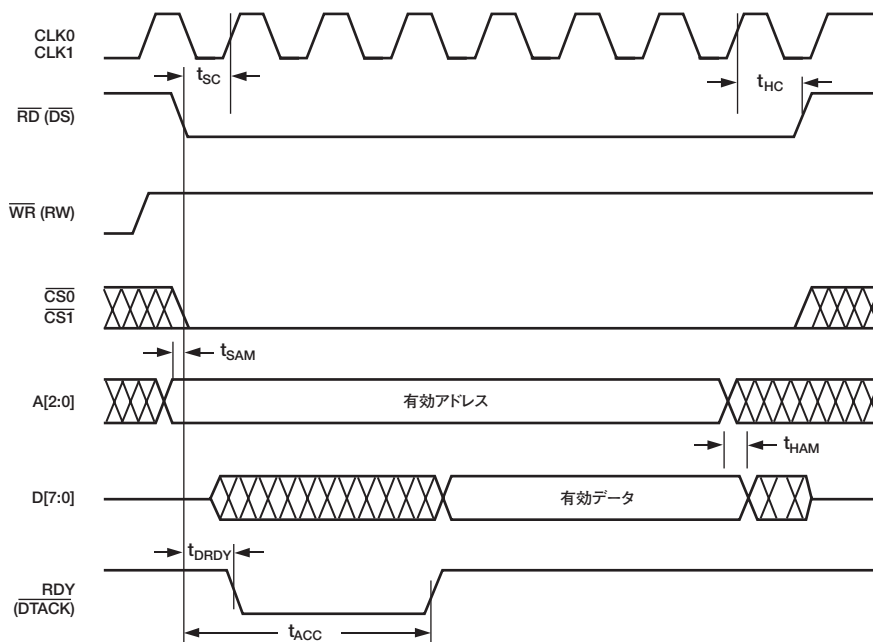 CLK0
CLK1
tSC
tHC
RD (DS)
WR (RW)
CS0
CS1
tSAM
A[2:0]
有効アドレス
tHAM
D[7:0]
有効データ
tDRDY
RDY
(DTACK)
tACC